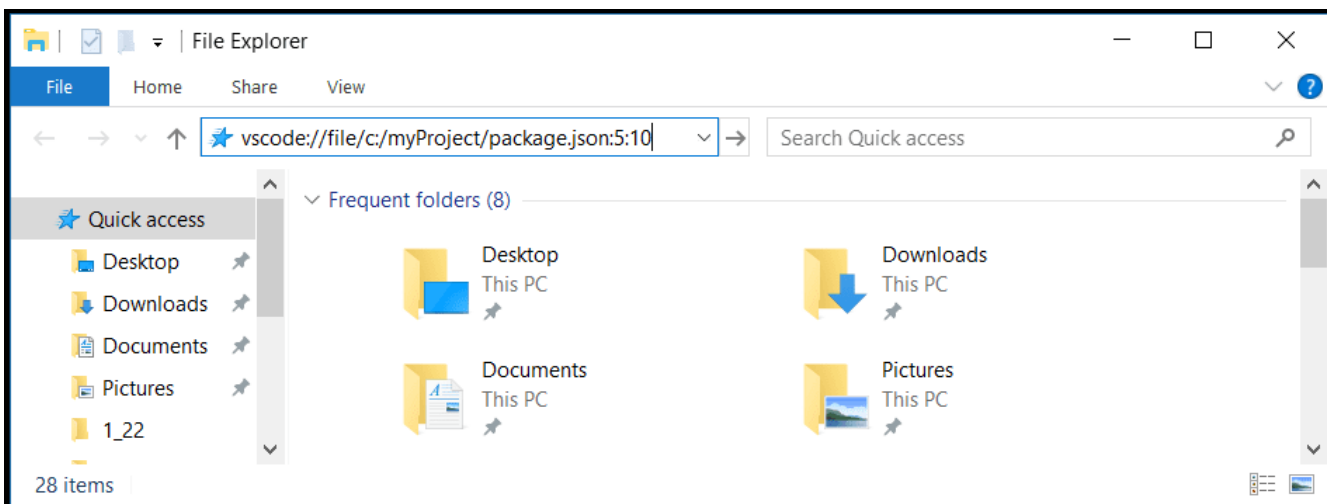 File Explorer
File Home Share View
?
vscode://file/c:/myProject/package.json:5:10
Search Quick access
Quick access
Desktop
Downloads
Documents
Pictures
1_22
Frequent folders (8)
Desktop
This PC
Downloads
This PC
Documents
This PC
Pictures
This PC
28 items